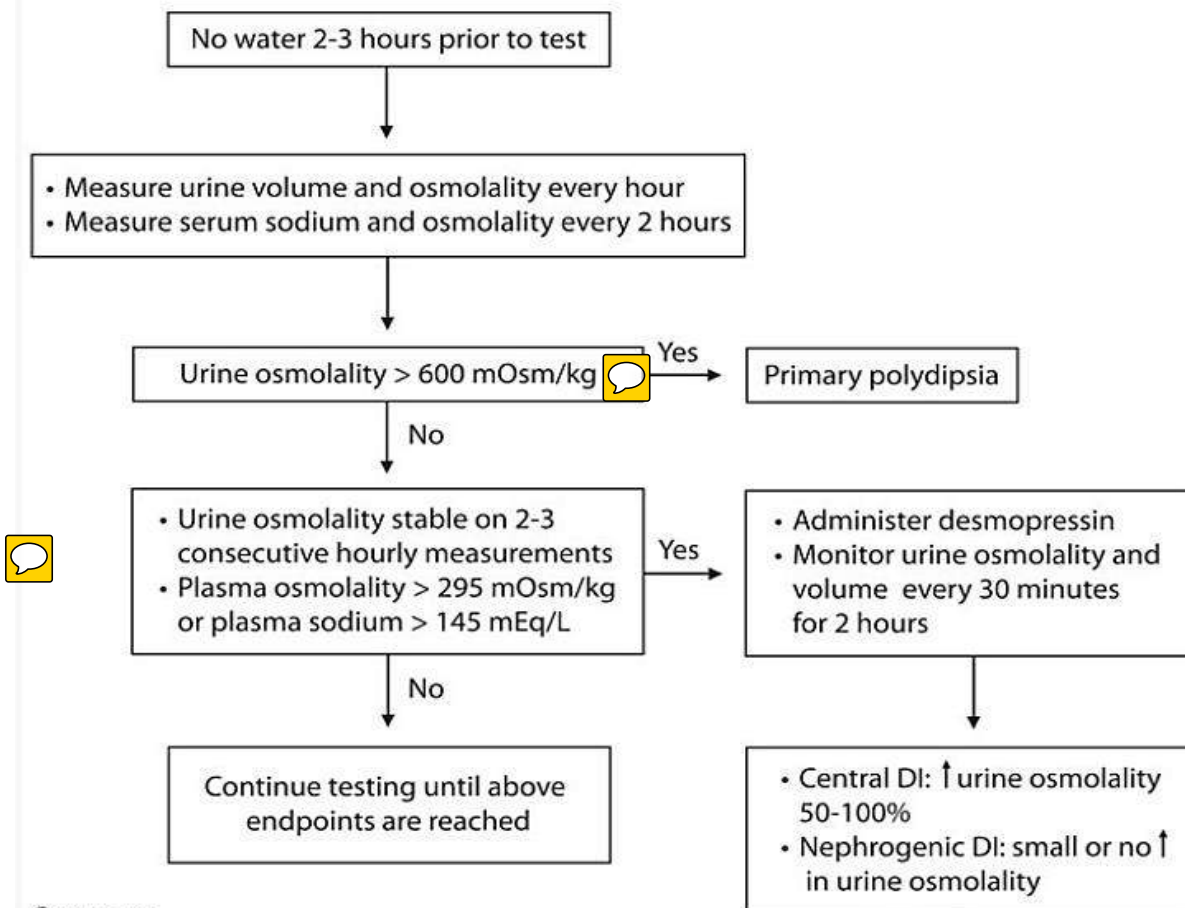 No water 2-3 hours prior to test
• Measure urine volume and osmolality every hour
• Measure serum sodium and osmolality every 2 hours
Urine osmolality > 600 mOsm/kg
Yes
Primary polydipsia
No
• Urine osmolality stable on 2-3
consecutive hourly measurements
• Plasma osmolality > 295 mOsm/kg
or plasma sodium > 145 mEq/L
Yes
• Administer desmopressin
• Monitor urine osmolality and
volume every 30 minutes
for 2 hours
No
Continue testing until above
endpoints are reached
• Central DI: ↑ urine osmolality
50-100%
• Nephrogenic DI: small or no ↑
in urine osmolality